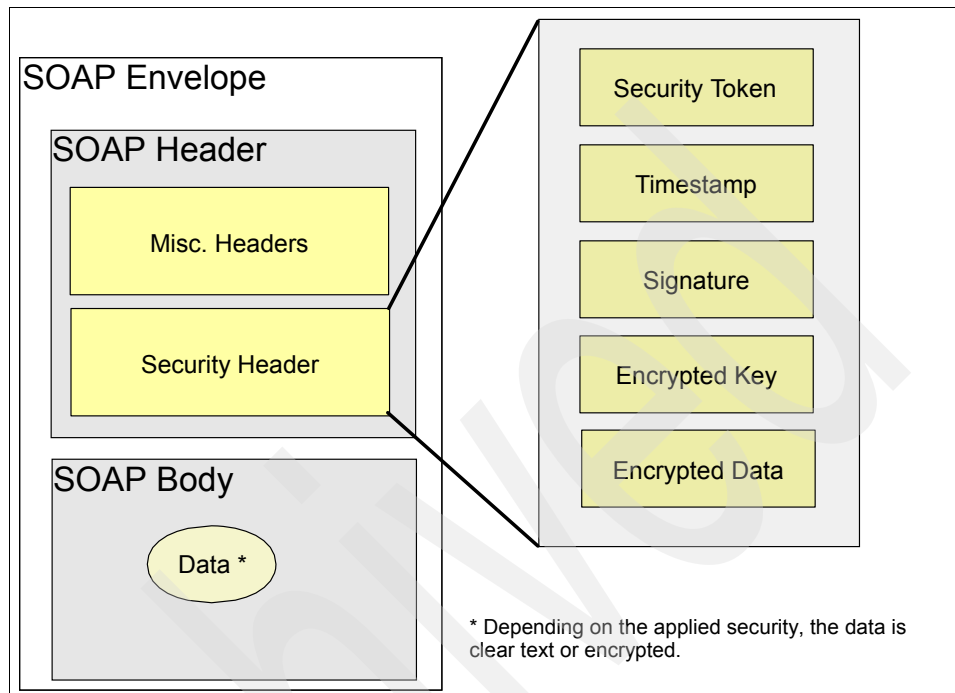 SOAP Envelope
SOAP Header
Misc. Headers
Security Header
SOAP Body
Data *
Security Token
Timestamp
Signature
Encrypted Key
Encrypted Data
* Depending on the applied security, the data is
clear text or encrypted.
hived